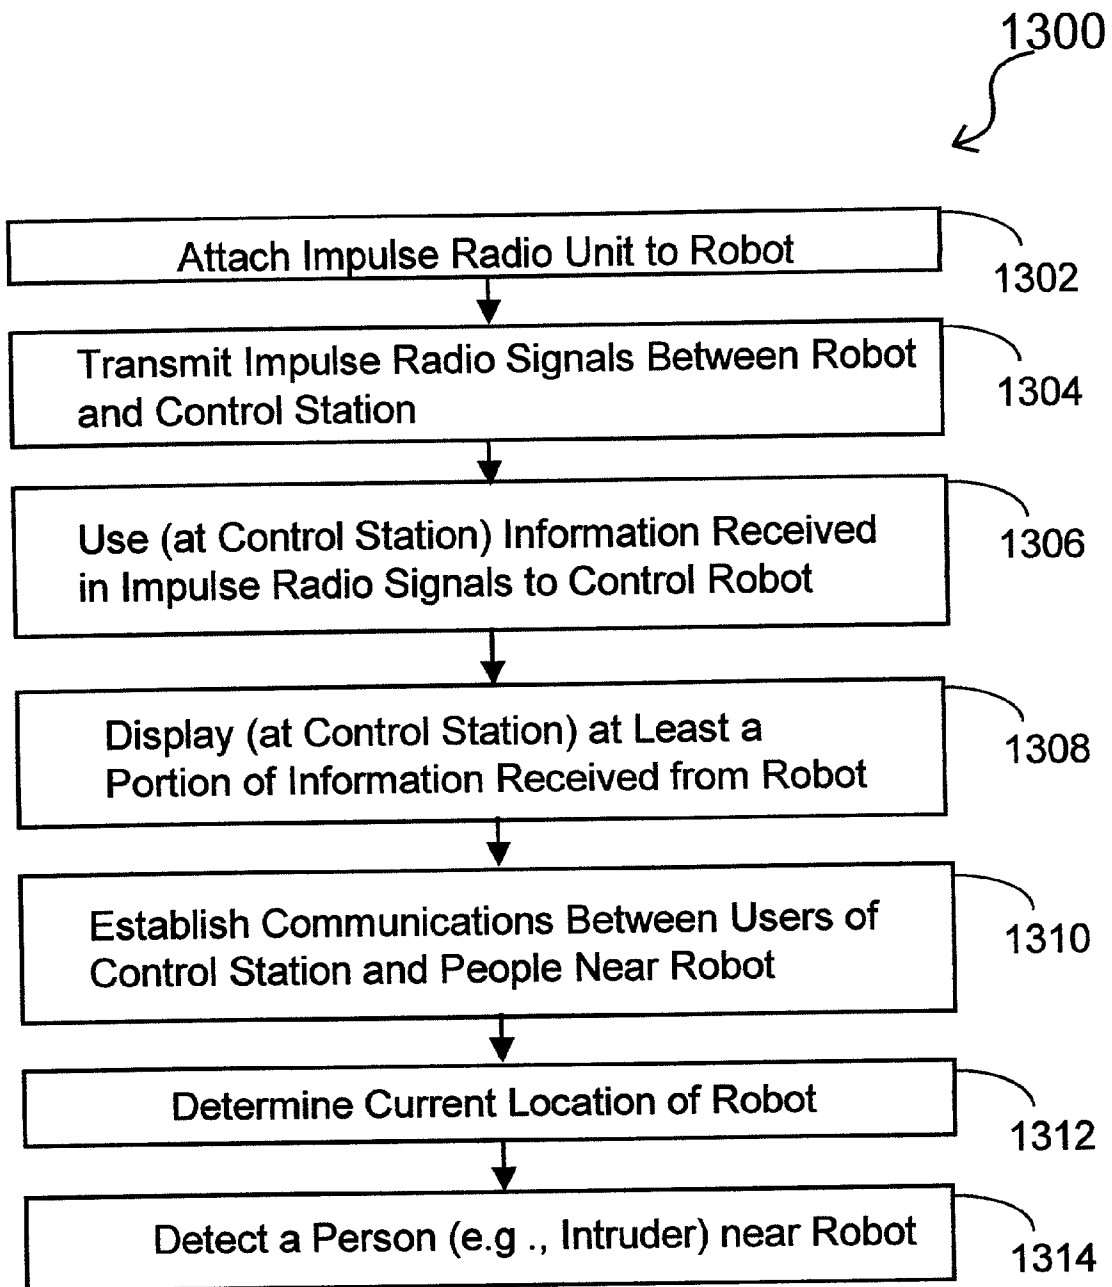 1300
Attach Impulse Radio Unit to Robot
1302
Transmit Impulse Radio Signals Between Robot
and Control Station
1304
Use (at Control Station) Information Received
in Impulse Radio Signals to Control Robot
1306
Display (at Control Station) at Least a
Portion of Information Received from Robot
1308
Establish Communications Between Users of
Control Station and People Near Robot
1310
Determine Current Location of Robot
1312
Detect a Person (e.g ., Intruder) near Robot
1314